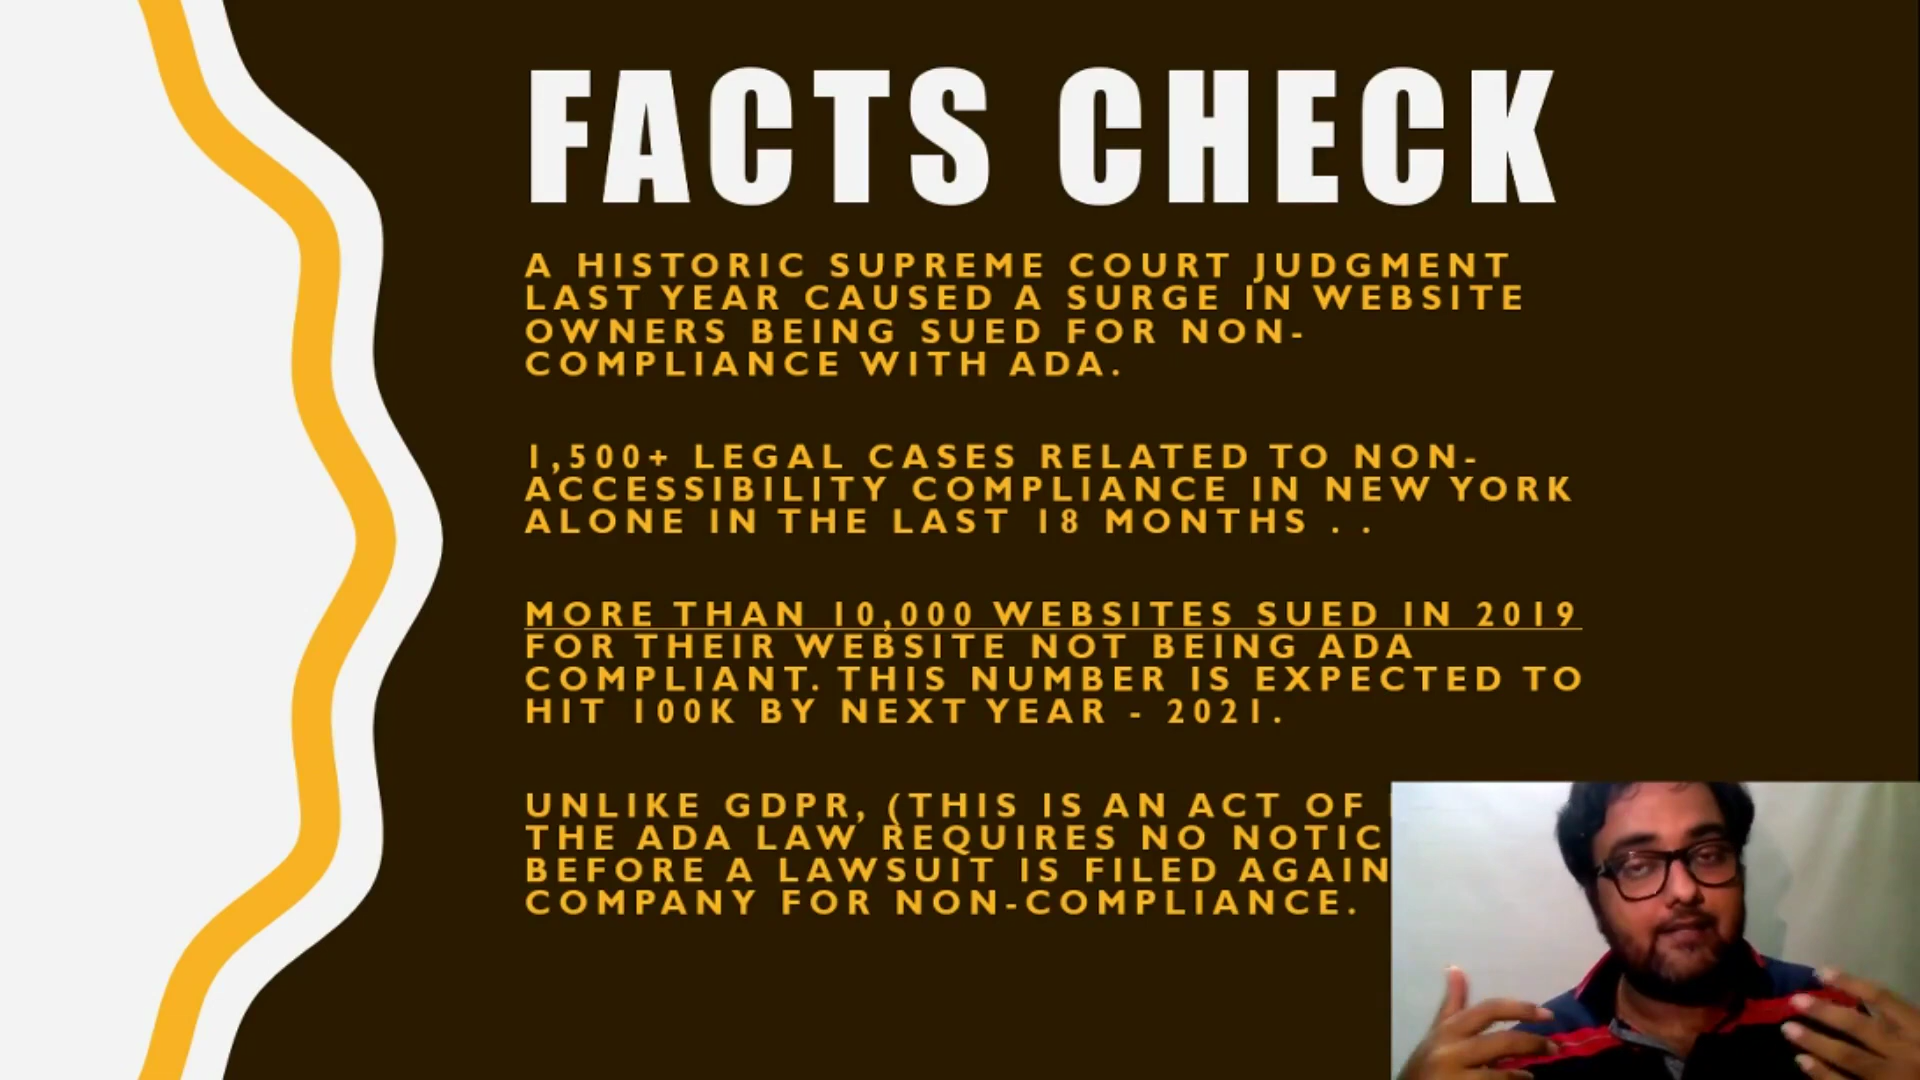 FACTS CHECK
A HISTORIC SUPREME COURT JUDGMENT
LAST YEAR CAUSED A SURGE IN WEBSITE
OWNERS BEING SUED FOR NON-
COMPLIANCE WITH ADA.
1,500+ LEGAL CASES RELATED TO NON-
ACCESSIBILITY COMPLIANCE IN NEW YORK
ALONE IN THE LAST 18 MONTHS . .
MORE THAN 10,000 WEBSITES SUED IN 2019
FOR THEIR WEBSITE NOT BEING ADA
COMPLIANT. THIS NUMBER IS EXPECTED TO
HIT 100K BY NEXT YEAR - 2021.
UNLIKE GDPR, (THIS IS AN ACT OF
THE ADA LAW REQUIRES NO
BEFORE A LAWSUIT IS FILED
COMPANY FOR NON-COMPLIANCE.